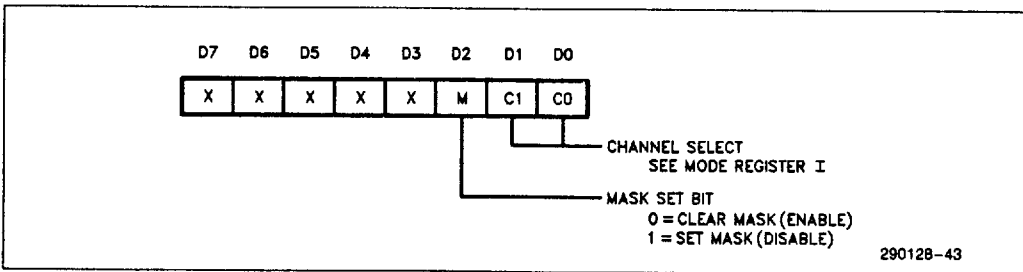 D7 D6 D5 D4 D3 D2 D1 D0
X X X X X M C1 C0
CHANNEL SELECT
SEE MODE REGISTER I
MASK SET BIT
0 = CLEAR MASK (ENABLE)
1 = SET MASK (DISABLE)
290128-43